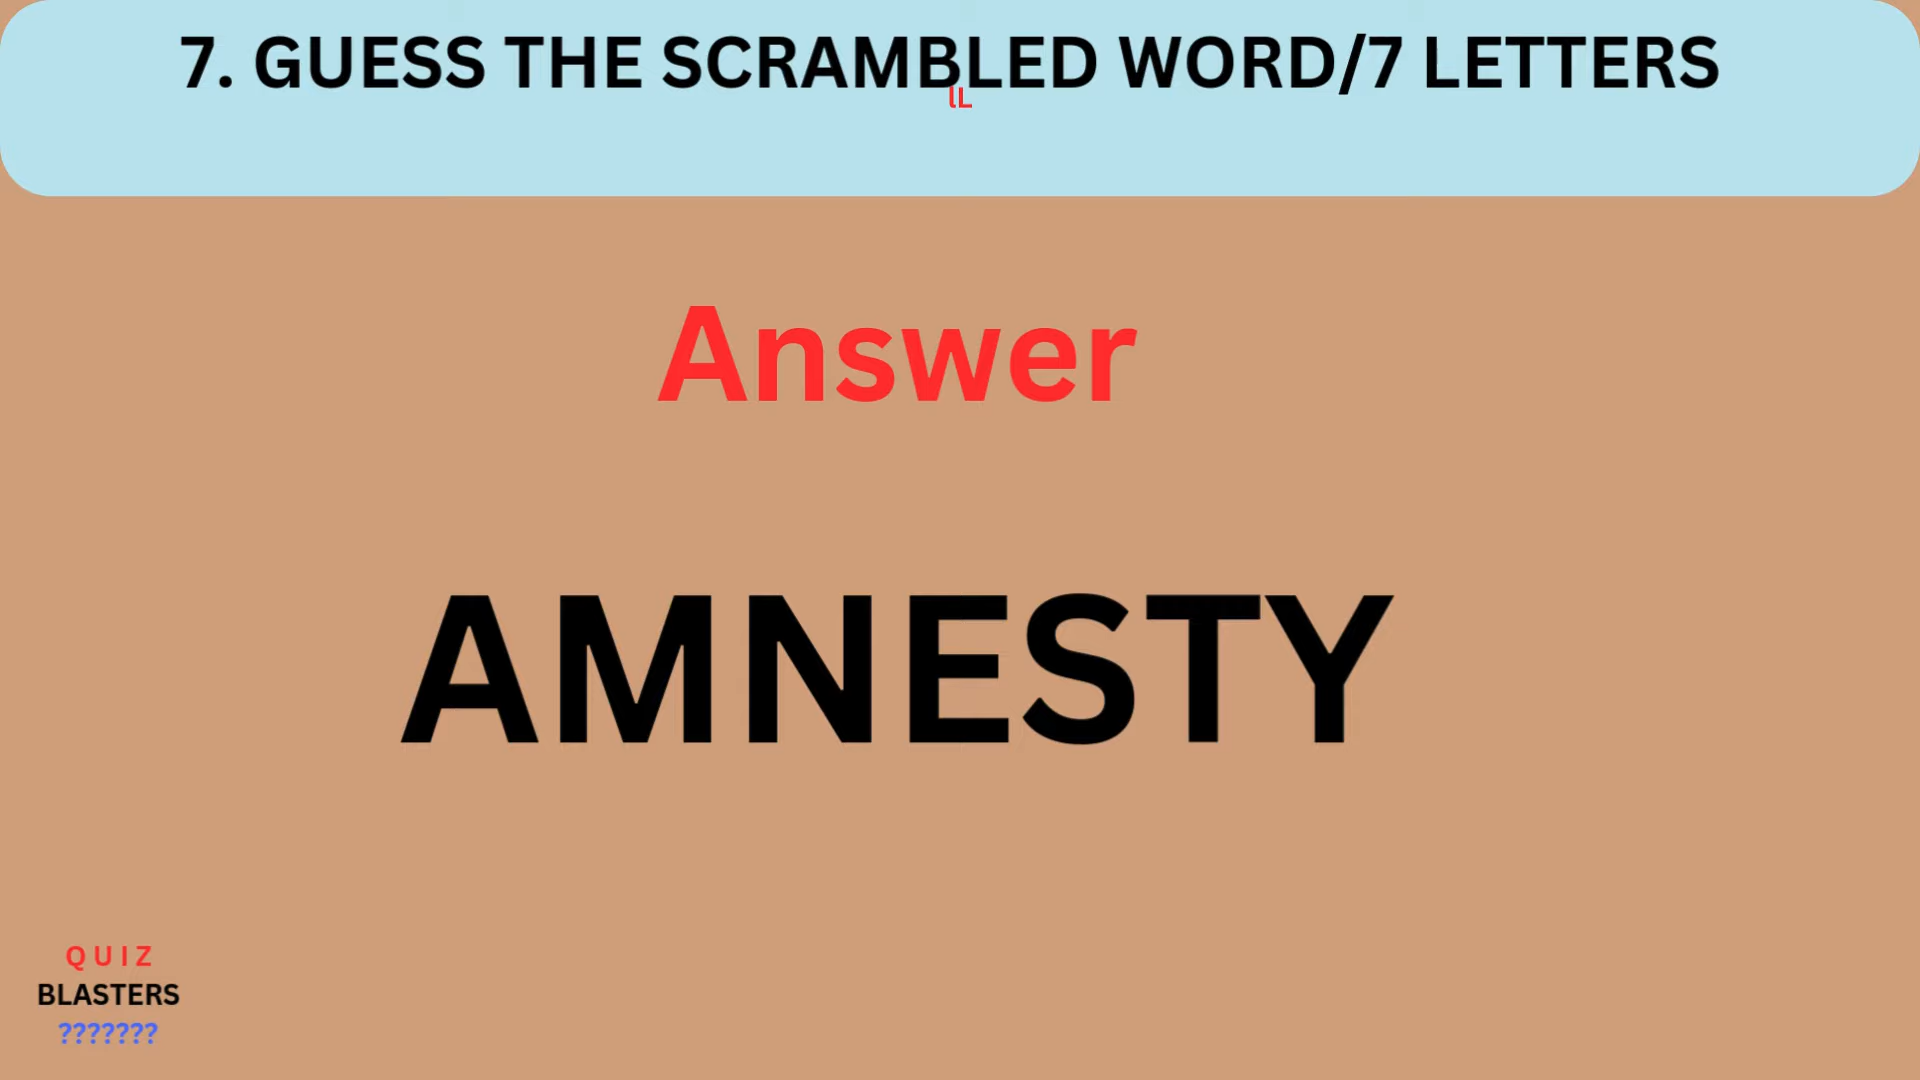 7. GUESS THE SCRAMBLED WORD/7 LETTERS
Answer
AMNESTY
QUIZ
BLASTERS
???????